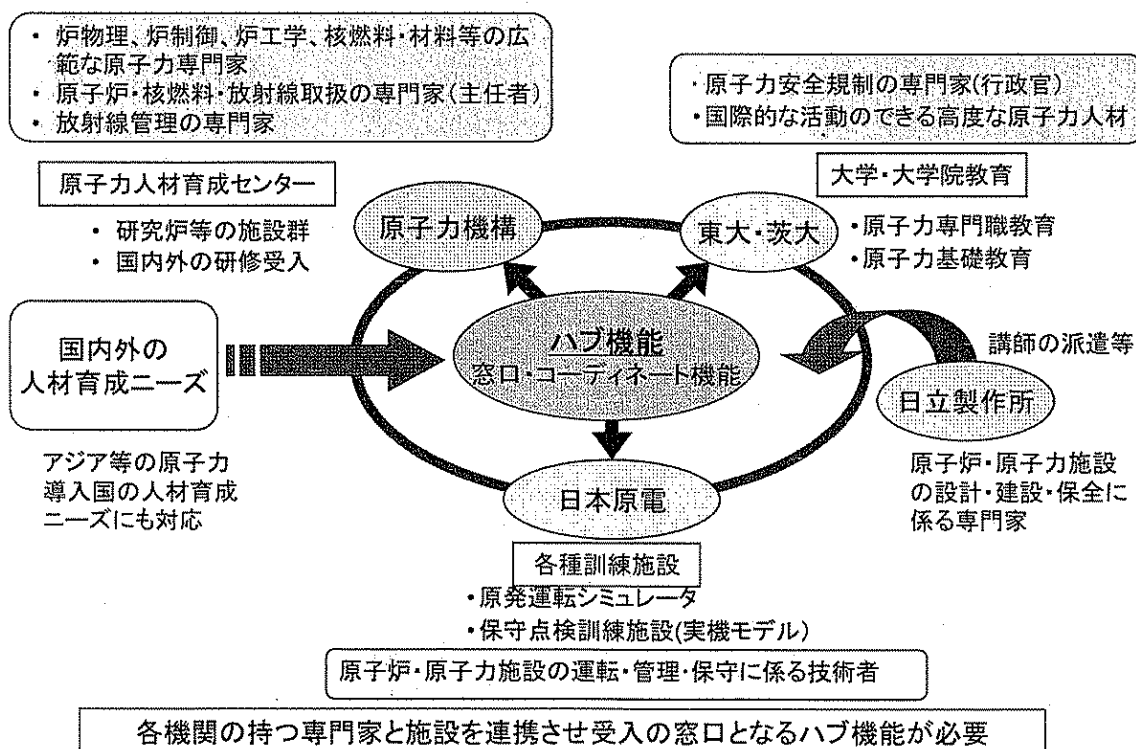 ・ 炉物理、炉制御、炉工学、核燃料・材料等の広
範な原子力専門家
・ 原子炉・核燃料・放射線取扱の専門家(主任者)
・ 放射線管理の専門家
・原子力安全規制の専門家(行政官)
・国際的な活動のできる高度な原子力人材
原子力人材育成センター
・ 研究炉等の施設群
・ 国内外の研修受入
原子力機構
東大・茨大
大学・大学院教育
・原子力専門職教育
・原子力基礎教育
国内外の
人材育成ニーズ
アジア等の原子力
導入国の人材育成
ニーズにも対応
ハブ機能
窓口・コーディネート機能
講師の派遣等
日立製作所
原子炉・原子力施設
の設計・建設・保全に
係る専門家
日本原電
各種訓練施設
・原発運転シミュレータ
・保守点検訓練施設(実機モデル)
原子炉・原子力施設の運転・管理・保守に係る技術者
各機関の持つ専門家と施設を連携させ受入の窓口となるハブ機能が必要